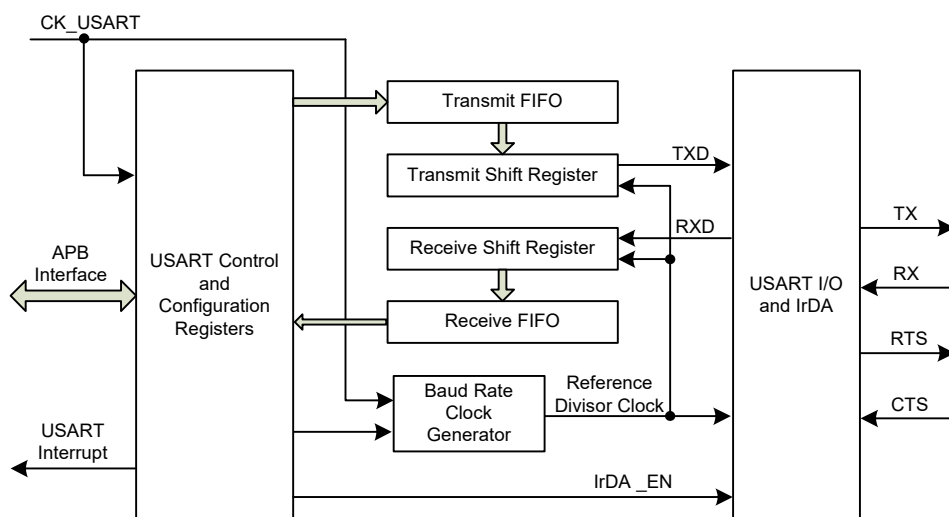 CK_USART
Transmit FIFO
TXD
Transmit Shift Register
RXD
Receive Shift Register
Receive FIFO
APB
Interface
USART Control
and
Configuration
Registers
USART I/O
and IrDA
TX
RX
RTS
CTS
Baud Rate
Clock
Generator
Reference
Divisor Clock
USART
Interrupt
IrDA _EN